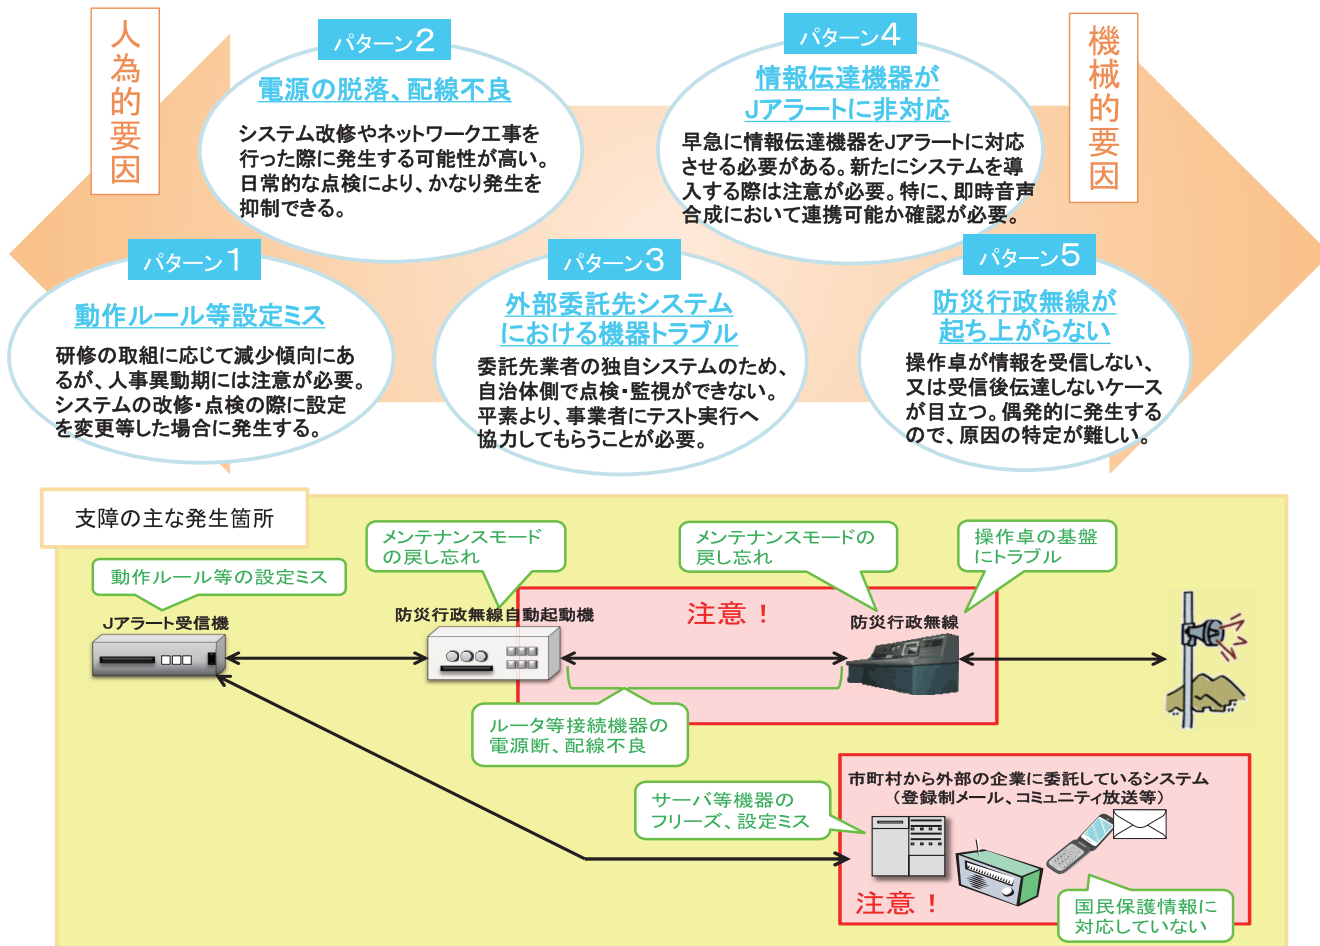 人為的要因
機械的要因
パターン2
電源の脱落、配線不良
システム改修やネットワーク工事を
行った際に発生する可能性が高い。
日常的な点検により、かなり発生を
抑制できる。
パターン4
情報伝達機器が
Jアラートに非対応
早急に情報伝達機器をJアラートに対応
させる必要がある。新たにシステムを導
入する際は注意が必要。特に、即時音声
合成において連携可能か確認が必要。
パターン1
動作ルール等設定ミス
研修の取組に応じて減少傾向にあ
るが、人事異動期には注意が必要。
システムの改修・点検の際に設定
を変更等した場合に発生する。
パターン3
外部委託先システム
における機器トラブル
委託先業者の独自システムのため、
自治体側で点検・監視ができない。
平素より、事業者にテスト実行へ
協力してもらうことが必要。
パターン5
防災行政無線が
起ち上がらない
操作卓が情報を受信しない、
又は受信後伝達しないケース
が目立つ。偶発的に発生する
ので、原因の特定が難しい。
支障の主な発生箇所
動作ルール等の設定ミス
メンテナンスモード
の戻し忘れ
メンテナンスモードの
戻し忘れ
操作卓の基盤
にトラブル
Jアラート受信機
防災行政無線自動起動機
注意！
防災行政無線
ルータ等接続機器の
電源断、配線不良
サーバ等機器の
フリーズ、設定ミス
市町村から外部の企業に委託しているシステム
（登録制メール、コミュニティ放送等）
注意！
国民保護情報に
対応していない